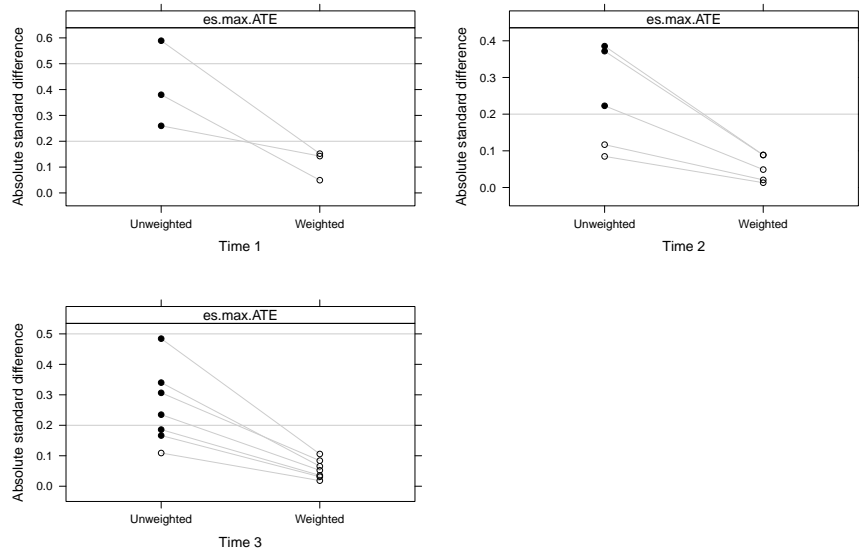 es.max.ATE
Absolute standard difference
0.6
0.5
0.4
0.3
0.2
0.1
0.0
Unweighted Weighted
Time 1
es.max.ATE
Absolute standard difference
0.4
0.3
0.2
0.1
0.0
Unweighted Weighted
Time 2
es.max.ATE
Absolute standard difference
0.5
0.4
0.3
0.2
0.1
0.0
Unweighted Weighted
Time 3